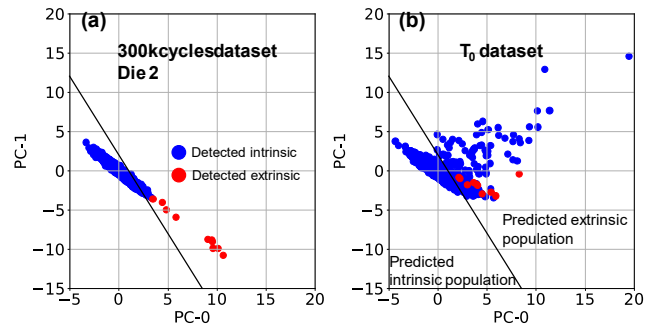 (a)
300kcyclesdataset
Die 2
Detected intrinsic
Detected extrinsic
15
10
5
0
−5
−10
−15
−5
0
5
10
15
20
PC-1
PC-0
(b)
T0 dataset
Predicted extrinsic
population
Predicted
intrinsic population
15
10
5
0
−5
−10
−15
−5
0
5
10
15
20
PC-1
PC-0